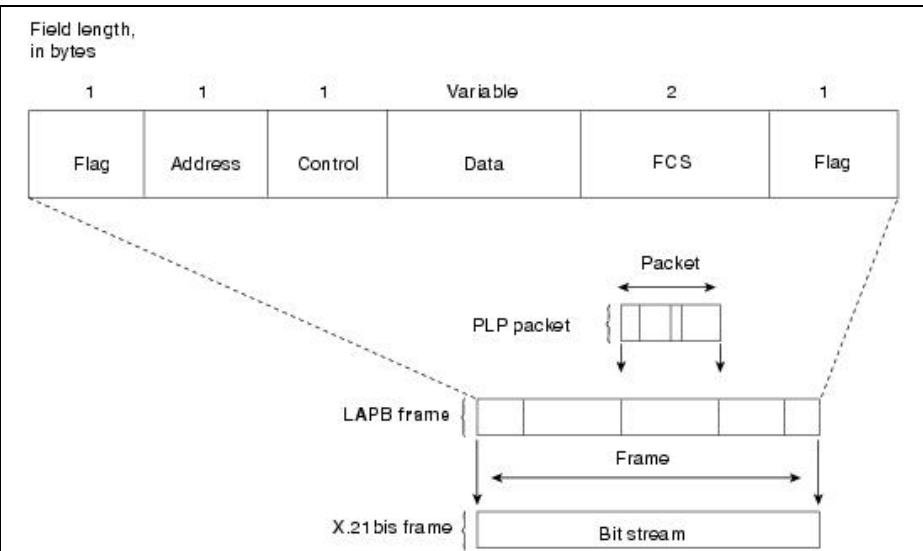 Field length,
in bytes
1 1 1 Variable 2 1
Flag Address Control Data FCS Flag
Packet
PLP packet
LAPB frame
Frame
X.21bis frame
Bit stream